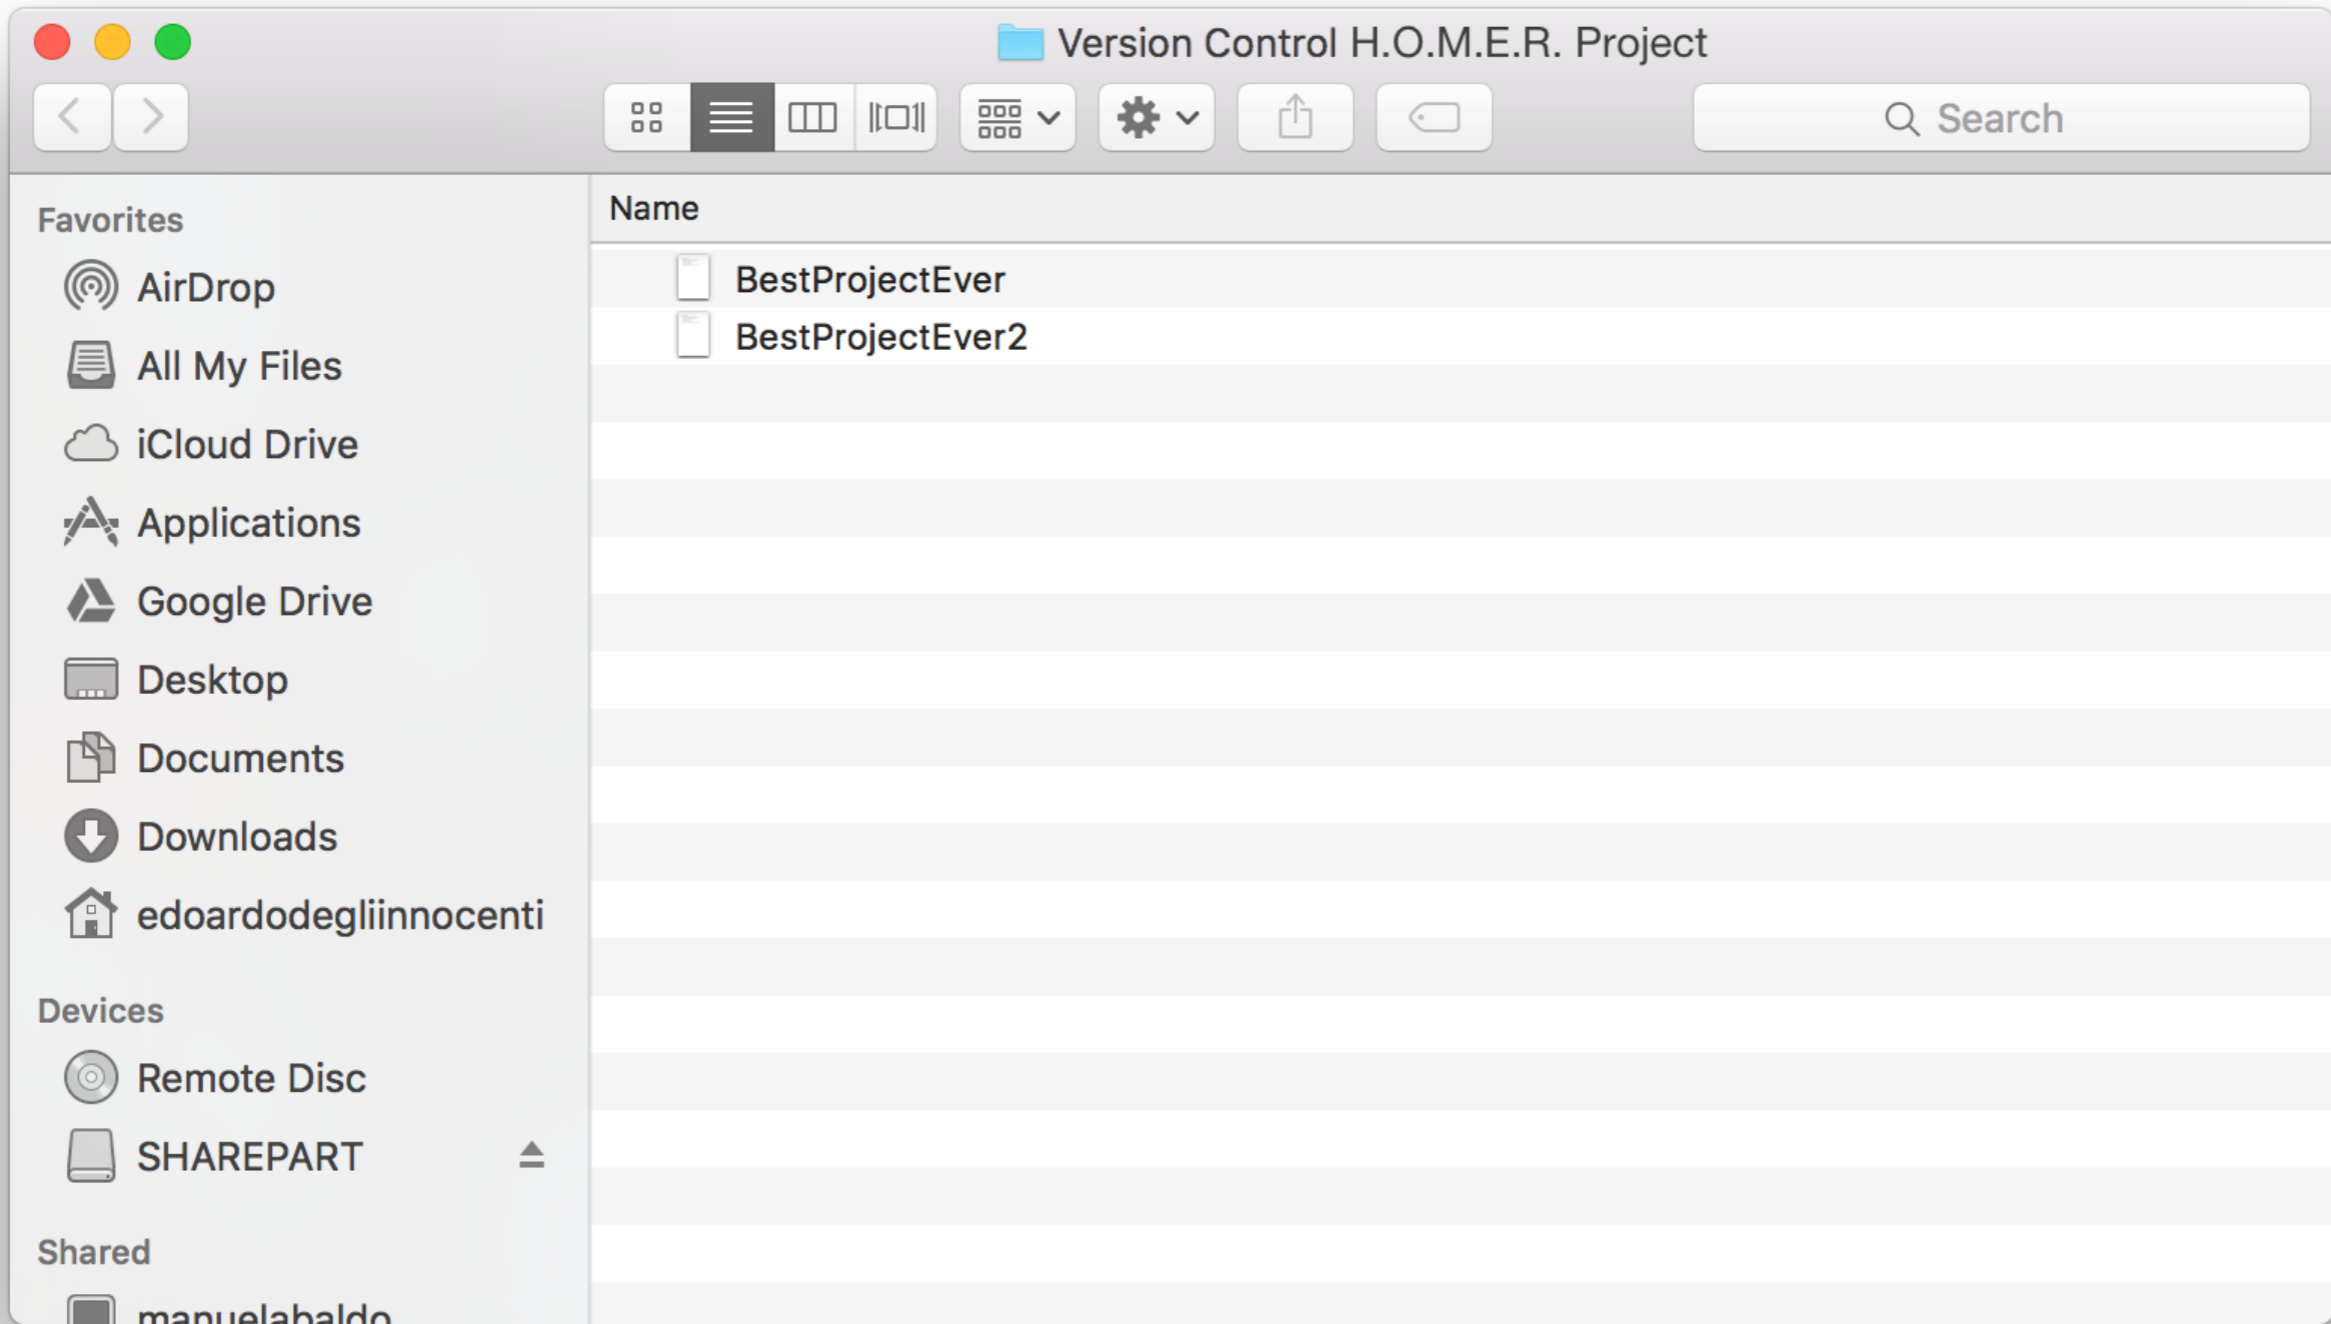 Version Control H.O.M.E.R. Project
Search
Favorites
AirDrop
All My Files
iCloud Drive
Applications
Google Drive
Desktop
Documents
Downloads
edoardodegliinnocenti
Devices
Remote Disc
SHAREPART
Shared
manuelabaldo
Name
BestProjectEver
BestProjectEver2